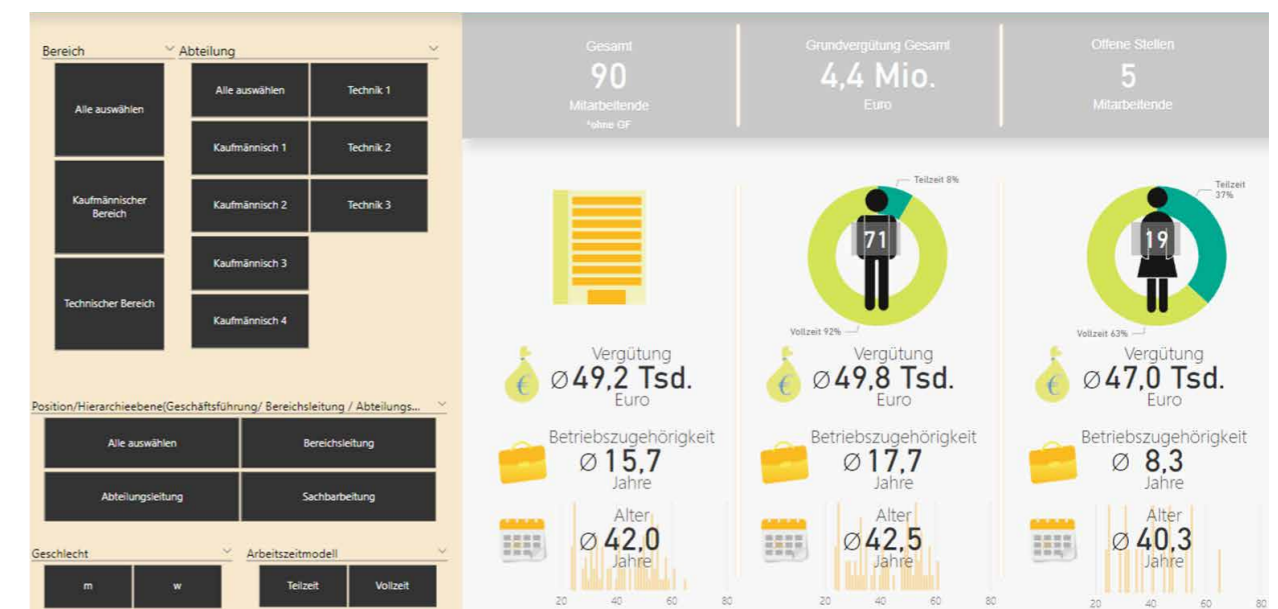 Bereich
Alle auswählen
Kaufmännischer
Bereich
Technischer Bereich
Abteilung
Alle auswählen
Technik 1
Kaufmännisch 1
Technik 2
Kaufmännisch 2
Technik 3
Kaufmännisch 3
Kaufmännisch 4
Position/Hierarchieebene(Geschäftsführung/ Bereichsleitung / Abteilungs...
Alle auswählen
Bereichsleitung
Abteilungsleitung
Sachbarbeitung
Geschlecht
m
w
Arbeitszeitmodell
Teilzeit
Vollzeit
Gesamt
90
Mitarbeitende
*ohne GF
Grundvergütung Gesamt
4,4 Mio.
Euro
Offene Stellen
5
Mitarbeitende
Vergütung
Ø 49,2 Tsd.
Euro
Betriebszugehörigkeit
Ø 15,7
Jahre
Alter
Ø 42,0
Jahre
20 40 60 80
Teilzeit 8%
71
Vollzeit 92%
Vergütung
Ø 49,8 Tsd.
Euro
Betriebszugehörigkeit
Ø 17,7
Jahre
Alter
Ø 42,5
Jahre
20 40 60 80
Teilzeit
37%
19
Vollzeit 63%
Vergütung
Ø 47,0 Tsd.
Euro
Betriebszugehörigkeit
Ø 8,3
Jahre
Alter
Ø 40,3
Jahre
20 40 60 80